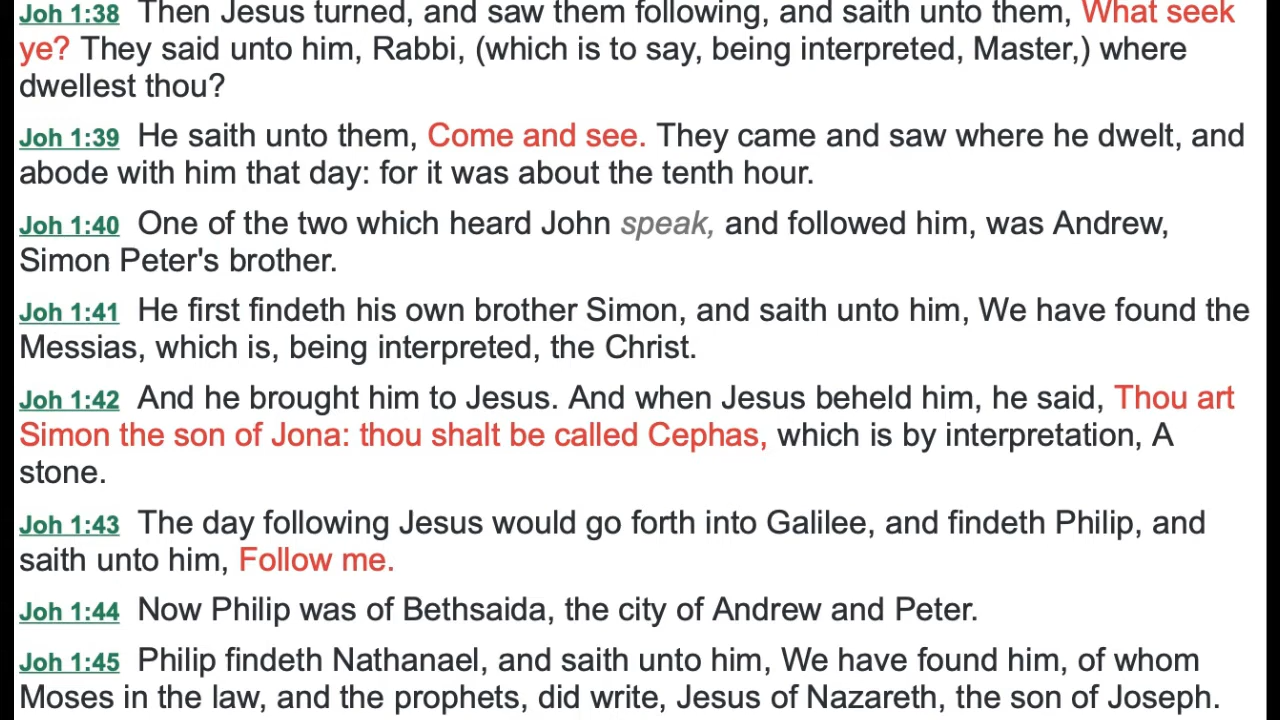 Joh 1:38 Then Jesus turned, and saw them following, and saith unto them, What seek
ye? They said unto him, Rabbi, (which is to say, being interpreted, Master,) where
dwellest thou?
Joh 1:39 He saith unto them, Come and see. They came and saw where he dwelt, and
abode with him that day: for it was about the tenth hour.
Joh 1:40 One of the two which heard John speak, and followed him, was Andrew,
Simon Peter's brother.
Joh 1:41 He first findeth his own brother Simon, and saith unto him, We have found the
Messias, which is, being interpreted, the Christ.
Joh 1:42 And he brought him to Jesus. And when Jesus beheld him, he said, Thou art
Simon the son of Jona: thou shalt be called Cephas, which is by interpretation, A
stone.
Joh 1:43 The day following Jesus would go forth into Galilee, and findeth Philip, and
saith unto him, Follow me.
Joh 1:44 Now Philip was of Bethsaida, the city of Andrew and Peter.
Joh 1:45 Philip findeth Nathanael, and saith unto him, We have found him, of whom
Moses in the law, and the prophets, did write, Jesus of Nazareth, the son of Joseph.